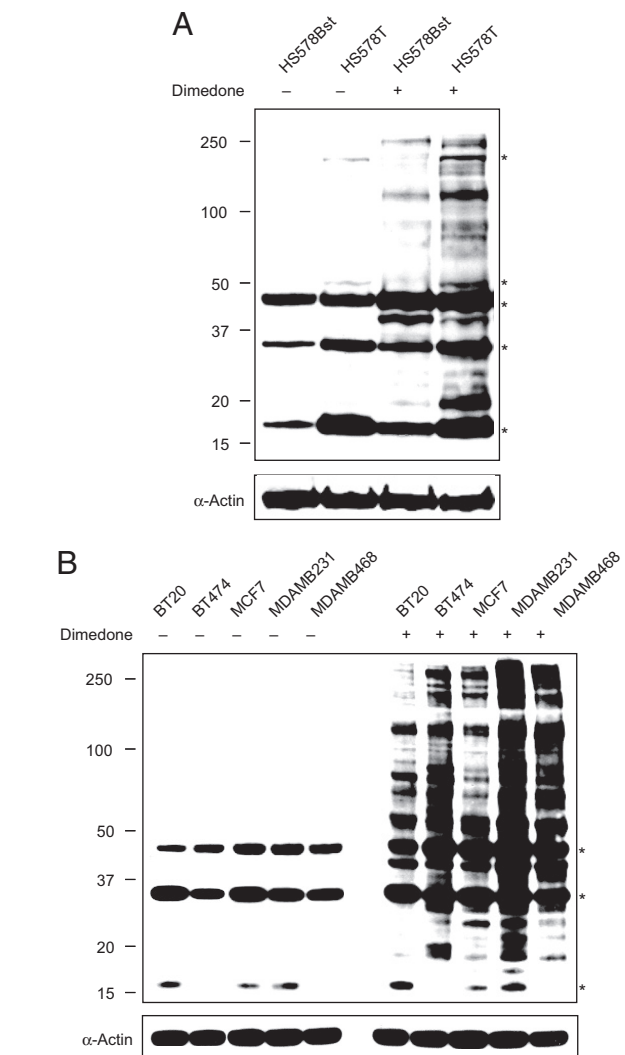 A
HS578Bst HS578T HS578Bst HS578T
Dimedone – – + +
250
*
100
50
*
*
37
*
20
*
15
α-Actin
B
BT20 BT474 MCF7 MDAMB231 MDAMB468 BT20 BT474 MCF7 MDAMB231 MDAMB468
Dimedone – – – – – + + + + +
250
100
50
*
37
*
20
15 *
α-Actin